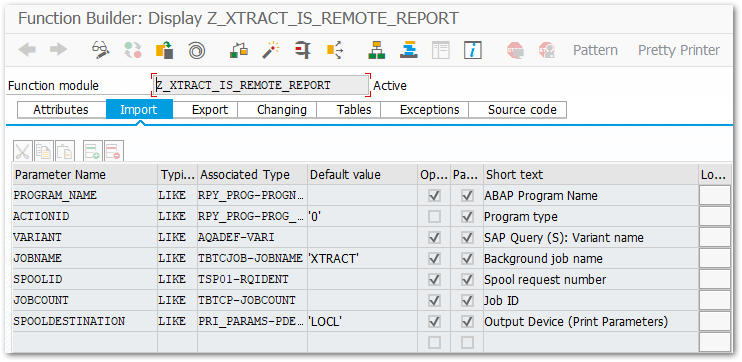 Function Builder: Display Z_XTRACT_IS_REMOTE_REPORT
Pattern Pretty Printer
Function module Z_XTRACT_IS_REMOTE_REPORT Active
Attributes Import Export Changing Tables Exceptions Source code
Parameter Name Typi... Associated Type Default value Op... Pa... Short text Lo...
PROGRAM_NAME LIKE RPY_PROG-PROGN... ABAP Program Name
ACTIONID LIKE RPY_PROG-PROG_... '0' Program type
VARIANT LIKE AQADEF-VARI SAP Query (S): Variant name
JOBNAME LIKE TBTCJOB-JOBNAME 'XTRACT' Background job name
SPOOLID LIKE TSP01-RQIDENT Spool request number
JOBCOUNT LIKE TBTCP-JOBCOUNT Job ID
SPOOLDESTINATION LIKE PRI_PARAMS-PDE... 'LOCL' Output Device (Print Parameters)